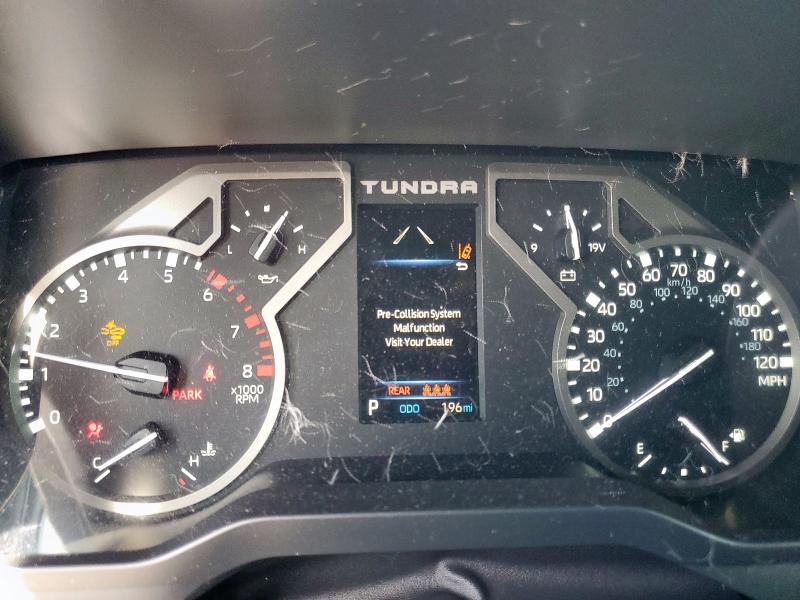 TUNDRA
L
H
9
19V
0
1
2
3
4
5
6
7
8
x1000
RPM
OFF
PARK
C
H
Pre-Collision System
Malfunction
Visit Your Dealer
REAR
P ODO 196 mi
0
10
20
30
40
50
60
70
80
90
100
110
120
MPH
km/h
20
40
60
80
100
120
140
160
180
E
F